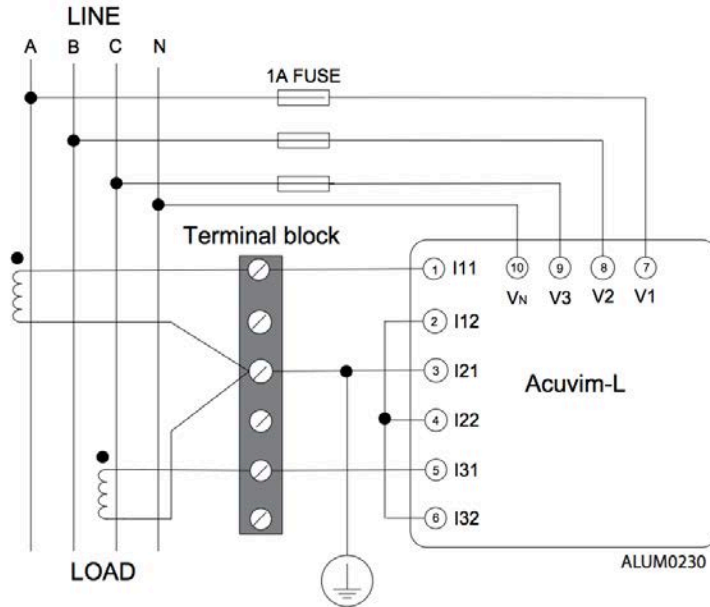 LINE
A B C N
1A FUSE
Terminal block
10 9 8 7
VN V3 V2 V1
1 I11
2 I12
3 I21
Acuvim-L
4 I22
5 I31
6 I32
LOAD
ALUM0230